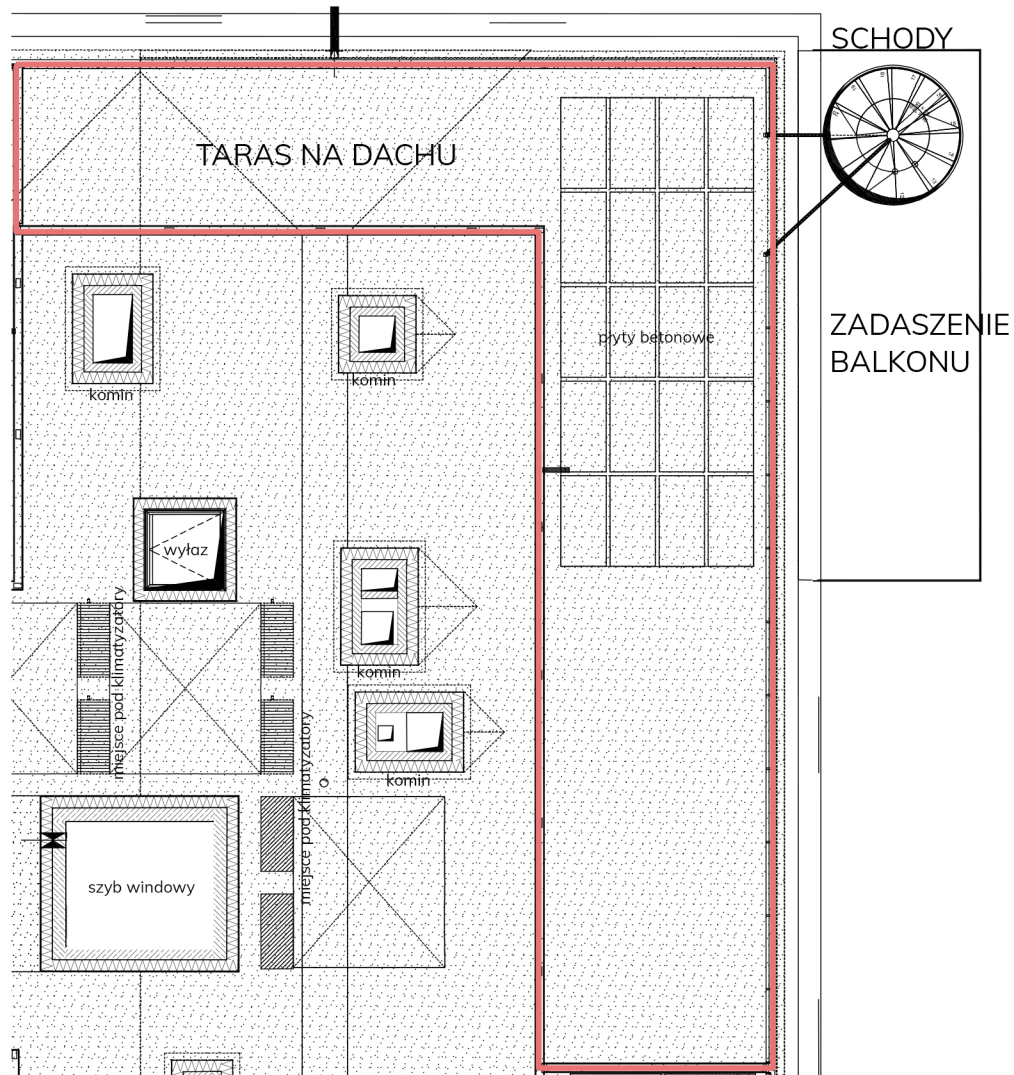 SCHODY
TARAS NA DACHU
ZADASZENIE
BALKONU
płyty betonowe
komin
komin
wyłaz
miejsce pod klimatyzatory
komin
miejsce pod klimatyzatory
komin
szyb windowy